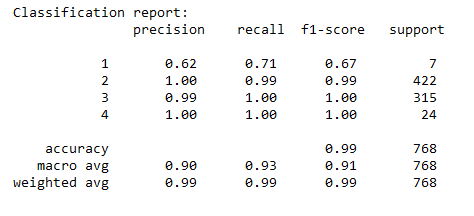 Classification report:
precision recall f1-score support
1 0.62 0.71 0.67 7
2 1.00 0.99 0.99 422
3 0.99 1.00 1.00 315
4 1.00 1.00 1.00 24
accuracy 0.99 768
macro avg 0.90 0.93 0.91 768
weighted avg 0.99 0.99 0.99 768